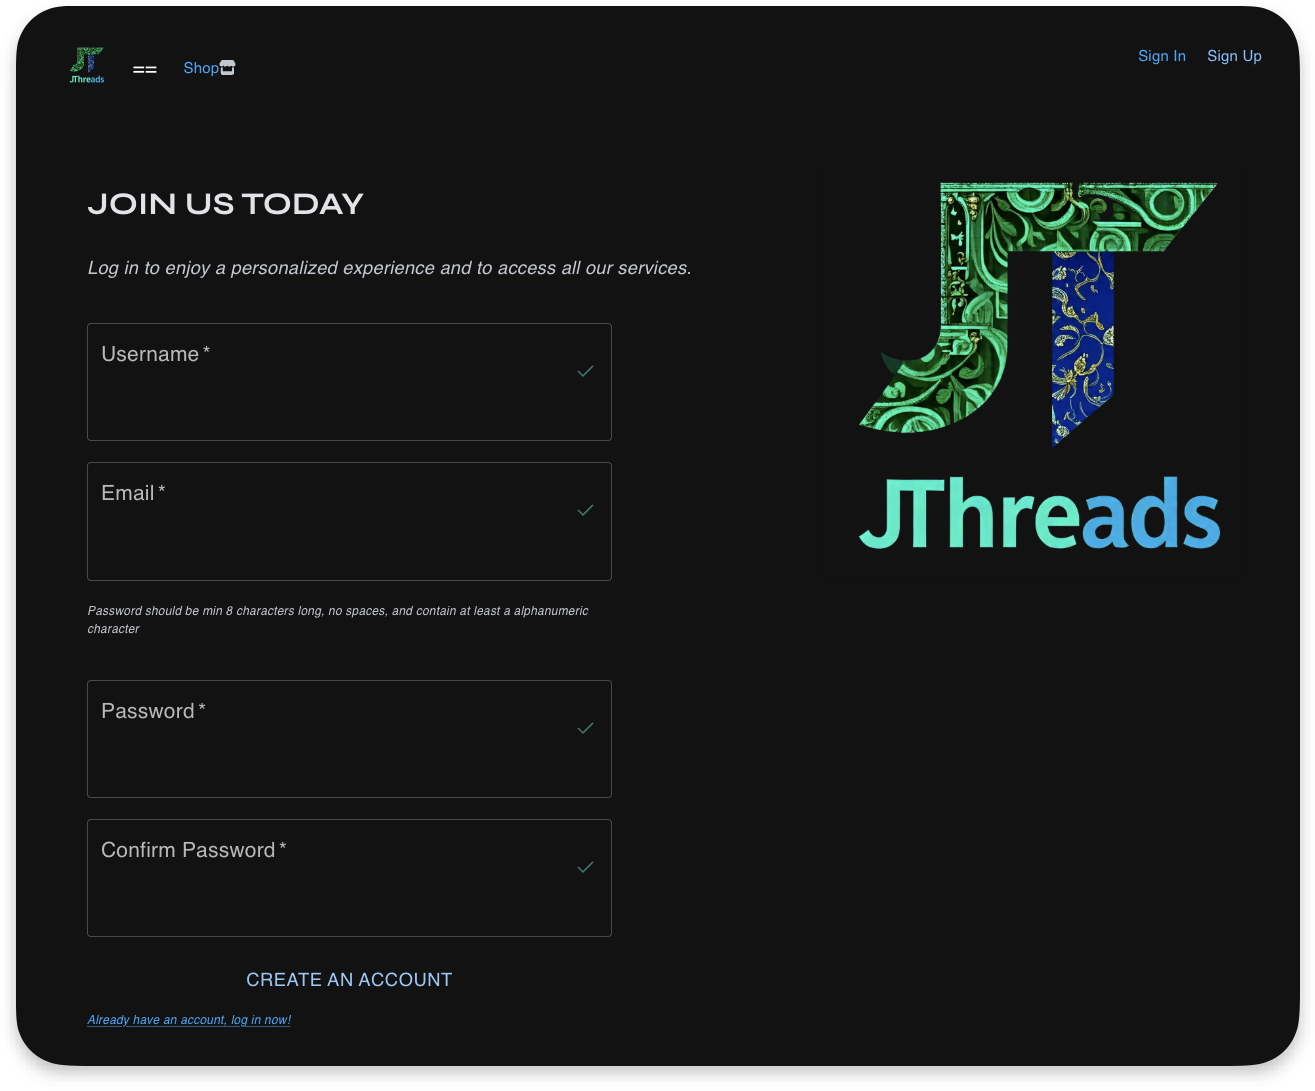 JT
JThreads
==
Shop
Sign In
Sign Up
JOIN US TODAY
Log in to enjoy a personalized experience and to access all our services.
Username *
Email *
Password should be min 8 characters long, no spaces, and contain at least a alphanumeric
character
Password *
Confirm Password *
CREATE AN ACCOUNT
Already have an account, log in now!
JT
JThreads